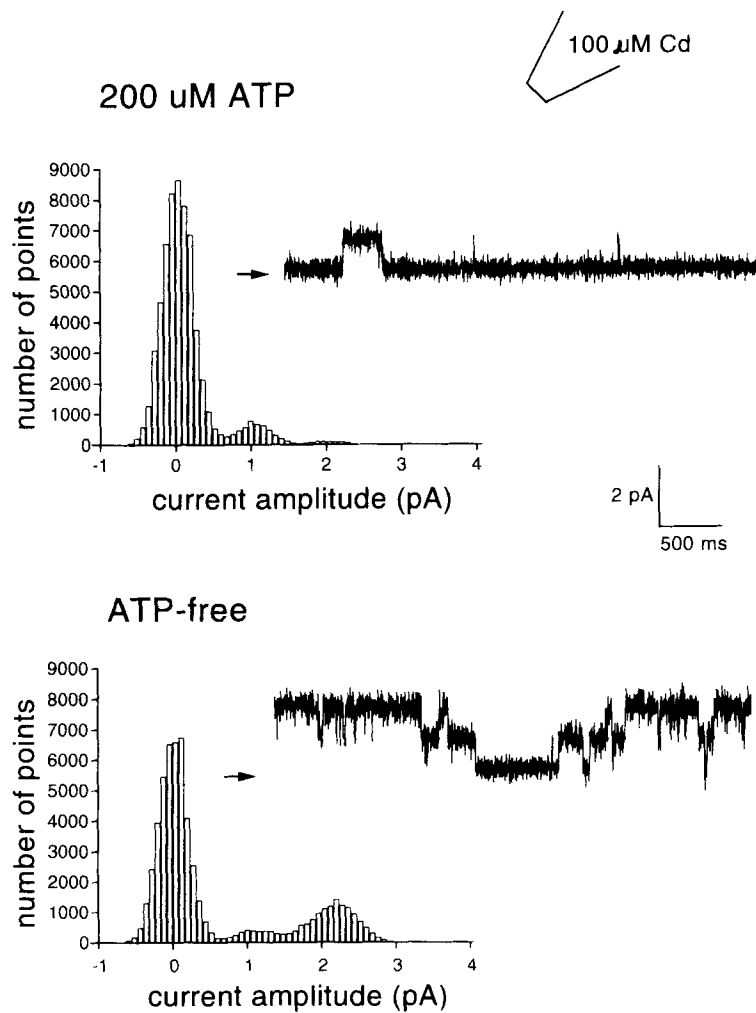 100 µM Cd
200 uM ATP
number of points
9000
8000
7000
6000
5000
4000
3000
2000
1000
0
-1 0 1 2 3 4
current amplitude (pA)
2 pA
500 ms
ATP-free
number of points
9000
8000
7000
6000
5000
4000
3000
2000
1000
0
-1 0 1 2 3 4
current amplitude (pA)